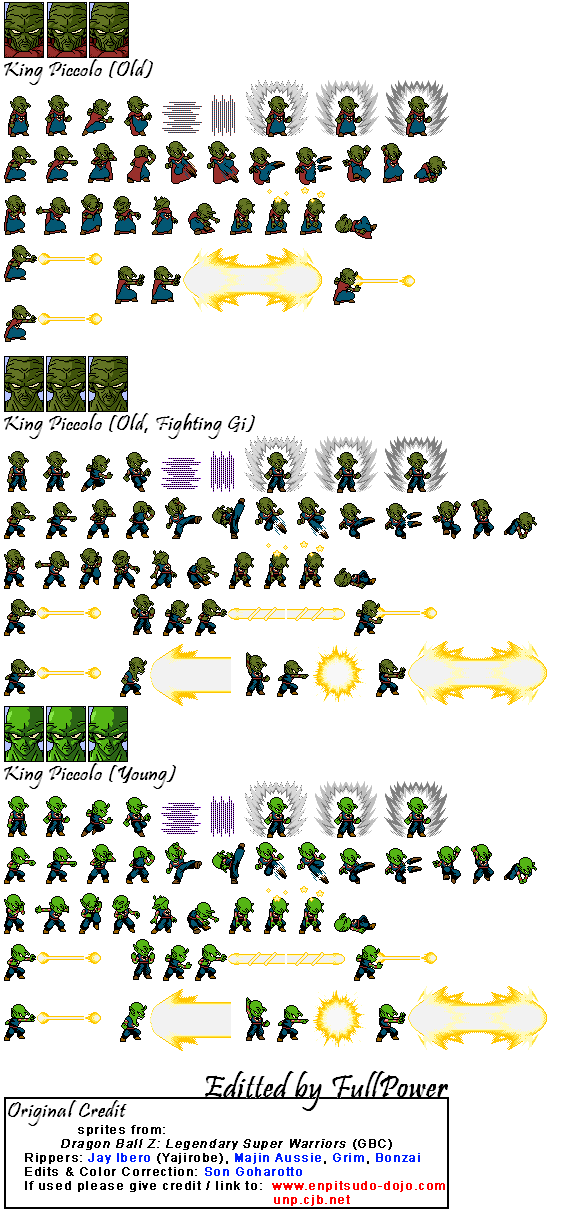 King Piccolo (Old)
King Piccolo (Old, Fighting Gi)
King Piccolo (Young)
Editted by FullPower
Original Credit
sprites from:
Dragon Ball Z: Legendary Super Warriors (GBC)
Rippers: Jay Ibero (Yajirobe), Majin Aussie, Grim, Bonzai
Edits & Color Correction: Son Goharotto
If used please give credit / link to: www.enpitsudo-dojo.com
unp.cjb.net